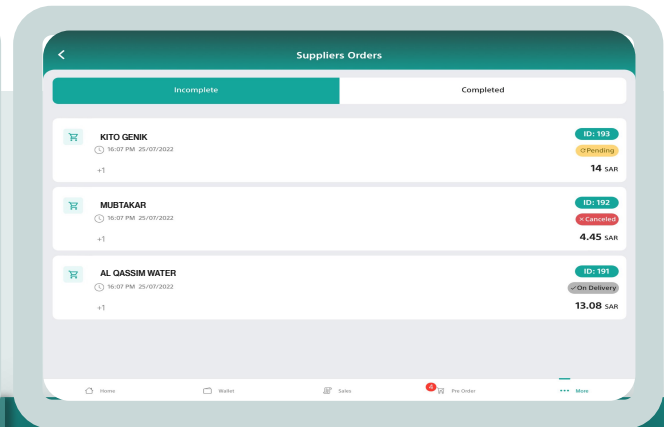 Suppliers Orders
Incomplete
Completed
KITO GENIK
ID: 193
16:07 PM 25/07/2022
Pending
+1
14 SAR
MUBTAKAR
ID: 192
16:07 PM 25/07/2022
Canceled
+1
4.45 SAR
AL QASSIM WATER
ID: 191
16:07 PM 25/07/2022
On Delivery
+1
13.08 SAR
Home
Wallet
Sales
4
Pre Order
More